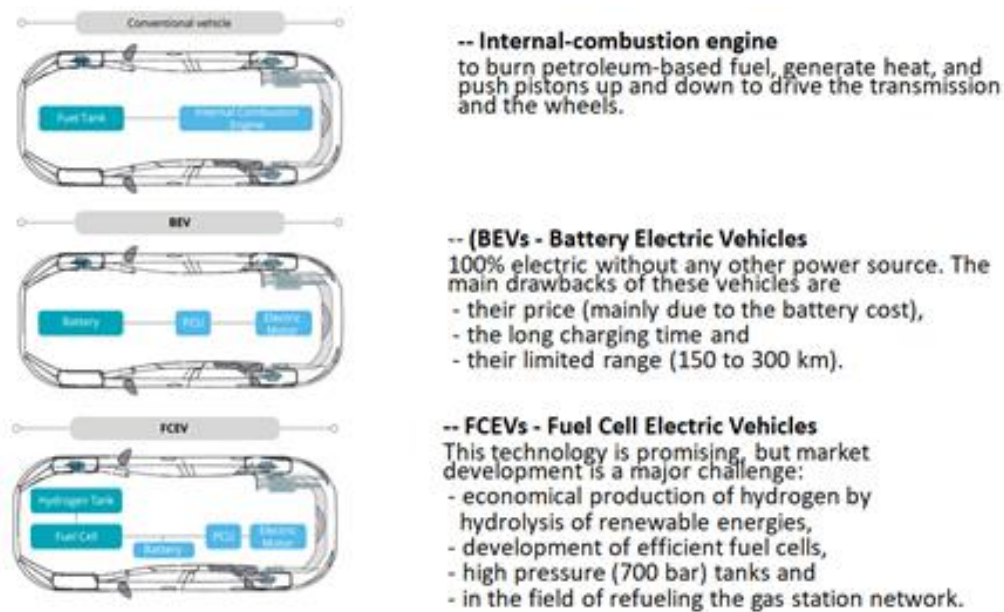 Conventional vehicle
Fuel Tank
Internal Combustion
Engine
-- Internal-combustion engine
to burn petroleum-based fuel, generate heat, and
push pistons up and down to drive the transmission
and the wheels.
BEV
Battery
PCU
Electric
Motor
-- (BEVs - Battery Electric Vehicles
100% electric without any other power source. The
main drawbacks of these vehicles are
- their price (mainly due to the battery cost),
- the long charging time and
- their limited range (150 to 300 km).
FCEV
Hydrogen Tank
Fuel Cell
Battery
PCU
Electric
Motor
-- FCEVs - Fuel Cell Electric Vehicles
This technology is promising, but market
development is a major challenge:
- economical production of hydrogen by
hydrolysis of renewable energies,
- development of efficient fuel cells,
- high pressure (700 bar) tanks and
- in the field of refueling the gas station network.